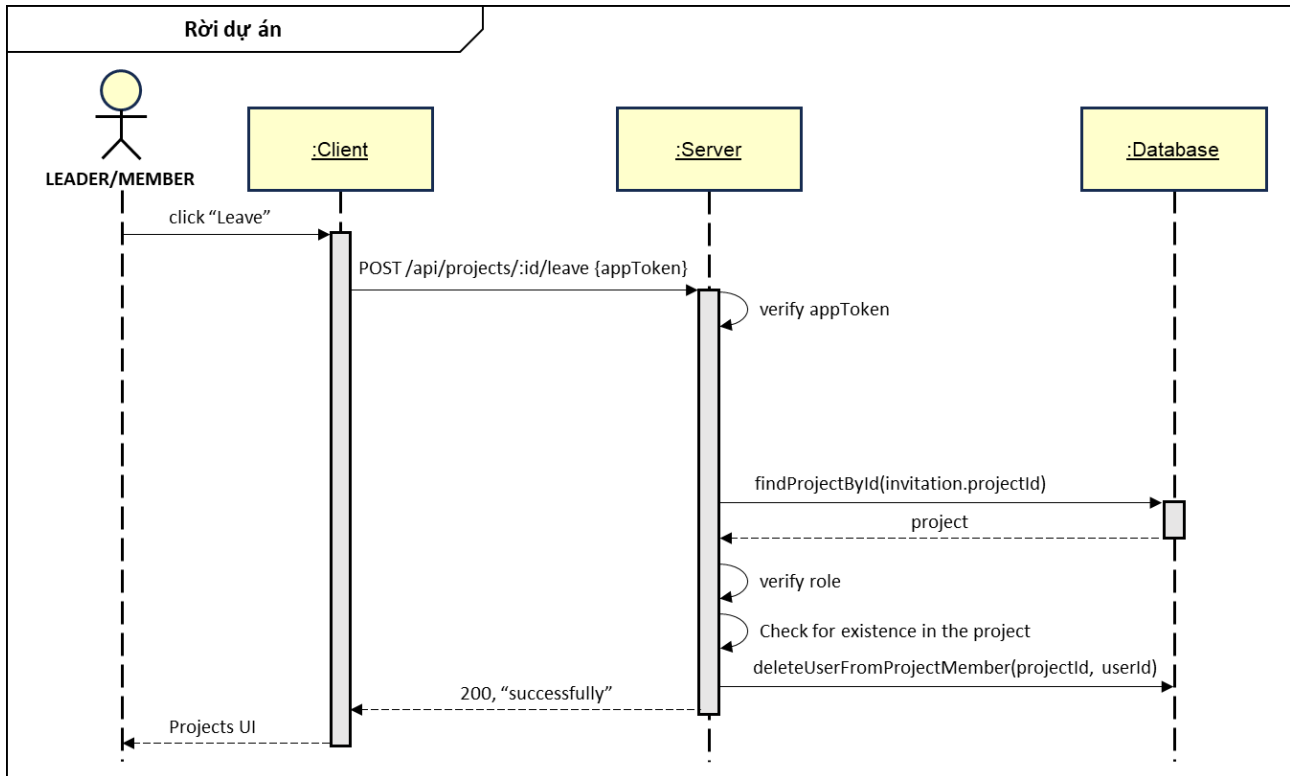 Rời dự án
:Client
:Server
:Database
LEADER/MEMBER
click “Leave”
POST /api/projects/:id/leave {appToken}
verify appToken
findProjectById(invitation.projectId)
project
verify role
Check for existence in the project
deleteUserFromProjectMember(projectId, userId)
200, “successfully”
Projects UI